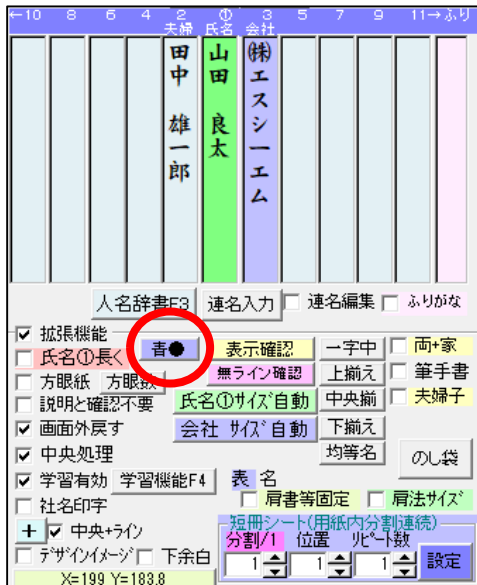 ←10 8 6 4 2 ① 3 5 7 9 11→ふり
夫婦 氏名 会社
田中 雄一郎
山田 良太
㈱エスシーエム
人名辞書F3 連名入力 連名編集 ふりがな
拡張機能
氏名①長く 青● 表示確認 一字中 両+家
方眼紙 方眼数 無ライン確認 上揃え 筆手書
説明と確認不要 氏名①サイズ自動 中央揃 夫婦子
画面外戻す 会社 サイズ自動 下揃え
中央処理 均等名 のし袋
学習有効 学習機能F4 表 名
社名印字 肩書等固定 肩法サイズ
+ 中央+ライン 短冊シート(用紙内分割連続)
分割/1 位置 リピート数
デザインイメージ 下余白 1 1 1 設定
X=199 Y=183.8